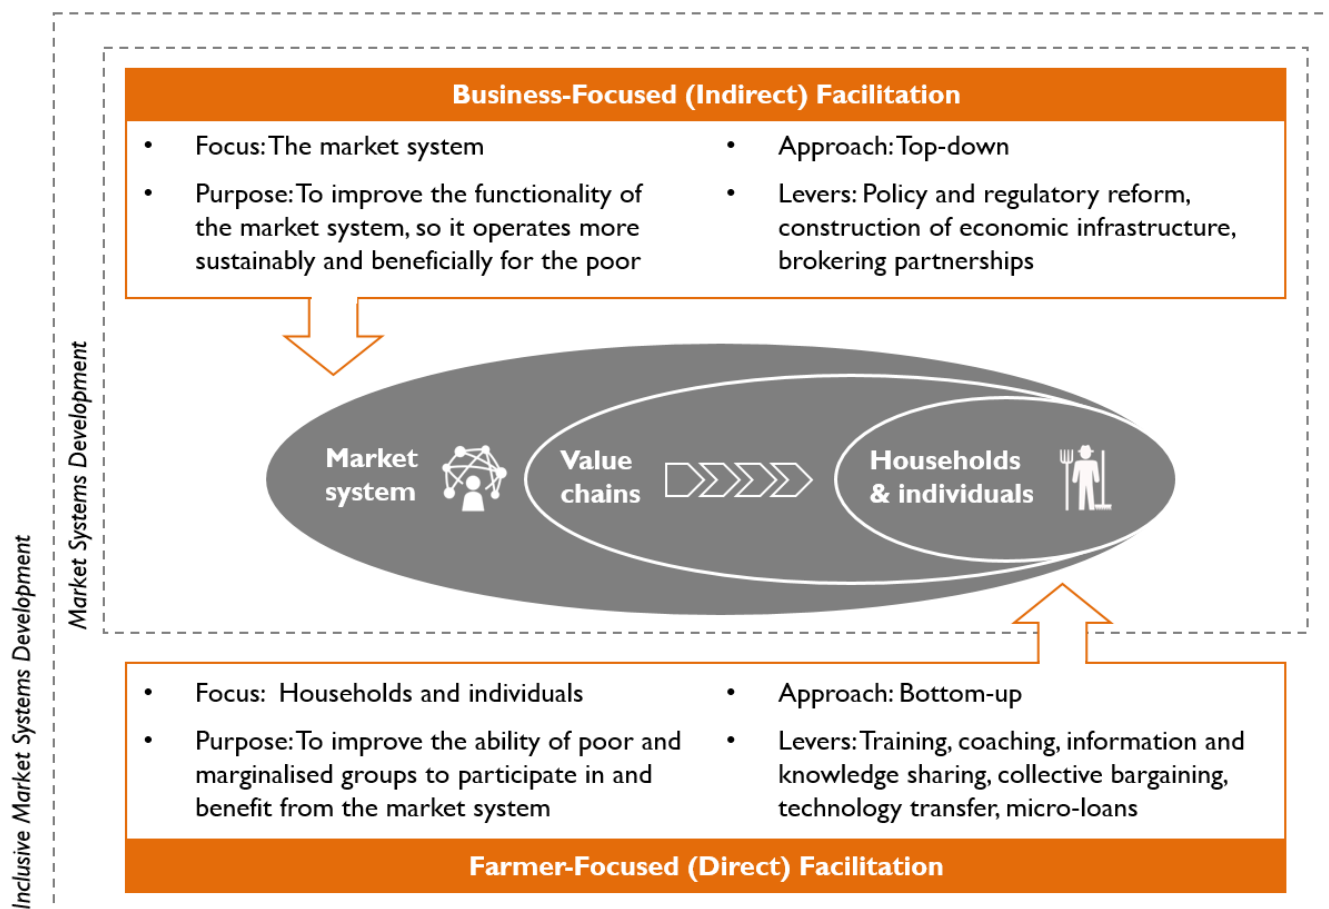 Business-Focused (Indirect) Facilitation
• Focus: The market system
• Purpose: To improve the functionality of
the market system, so it operates more
sustainably and beneficially for the poor
• Approach: Top-down
• Levers: Policy and regulatory reform,
construction of economic infrastructure,
brokering partnerships
Market
system
Value
chains
Households
& individuals
Market Systems Development
Inclusive Market Systems Development
• Focus:  Households and individuals
• Purpose: To improve the ability of poor and
marginalised groups to participate in and
benefit from the market system
• Approach: Bottom-up
• Levers: Training, coaching, information and
knowledge sharing, collective bargaining,
technology transfer, micro-loans
Farmer-Focused (Direct) Facilitation